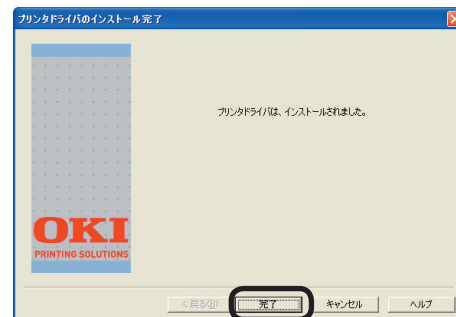 プリンタドライバのインストール完了
プリンタドライバは、インストールされました。
OKI
PRINTING SOLUTIONS
< 戻る(B)
完了
キャンセル
ヘルプ